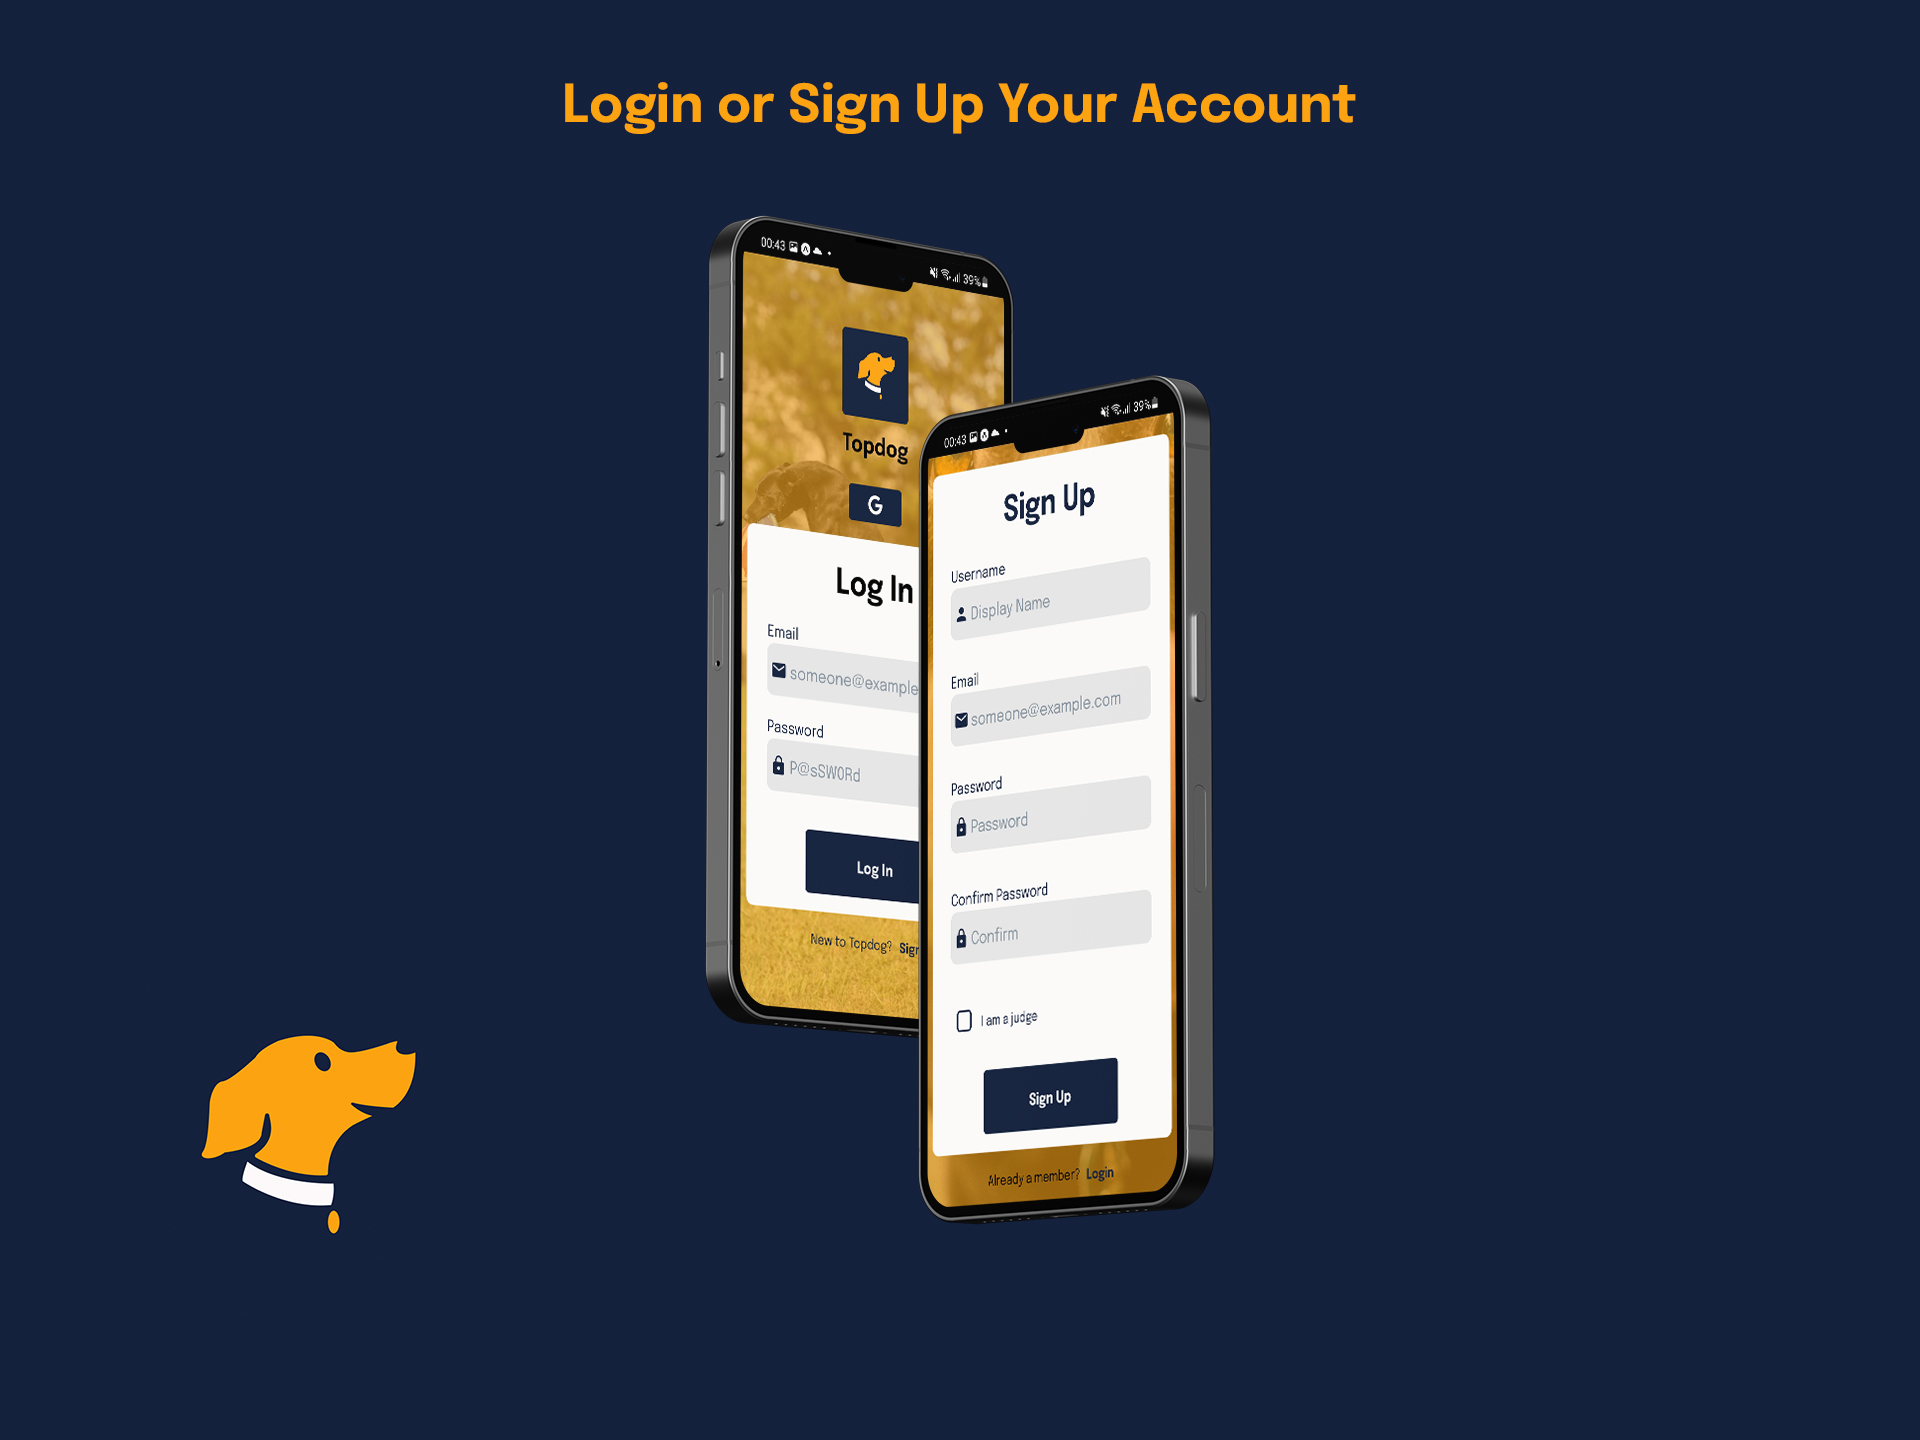 Login or Sign Up Your Account
00:43
39%
Topdog
G
Log In
Email
someone@example
Password
P@sSW0Rd
Log In
New to Topdog? Sign
00:43
39%
Sign Up
Username
Display Name
Email
someone@example.com
Password
Password
Confirm Password
Confirm
I am a judge
Sign Up
Already a member? Login